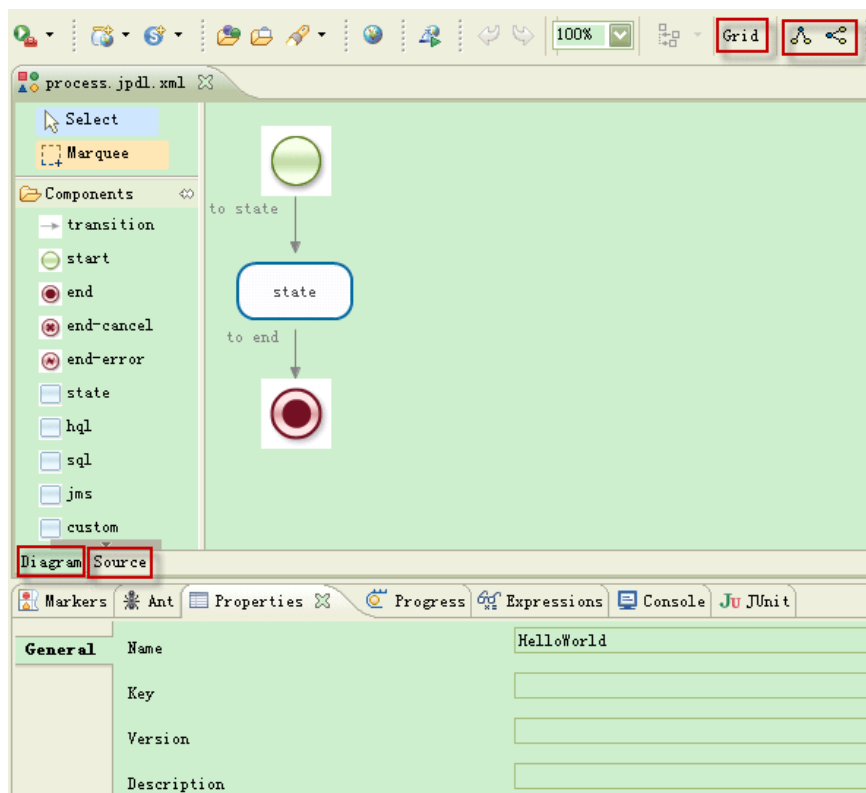 100% Grid
process.jpdl.xml
Select
Marquee
Components
transition
start
end
end-cancel
end-error
state
hql
sql
jms
custom
to state
state
to end
Diagram Source
Markers Ant Properties Progress Expressions Console Ju JUnit
General
Name HelloWorld
Key
Version
Description